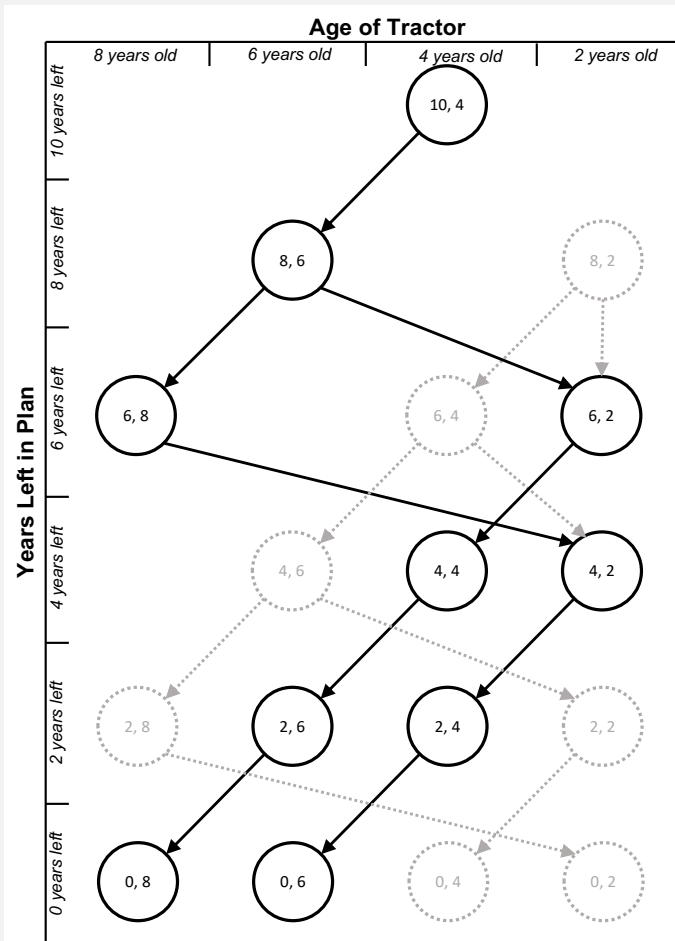 Age of Tractor
8 years old
6 years old
4 years old
2 years old
Years Left in Plan
10 years left
10, 4
8 years left
8, 6
8, 2
6 years left
6, 8
6, 4
6, 2
4 years left
4, 6
4, 4
4, 2
2 years left
2, 8
2, 6
2, 4
2, 2
0 years left
0, 8
0, 6
0, 4
0, 2